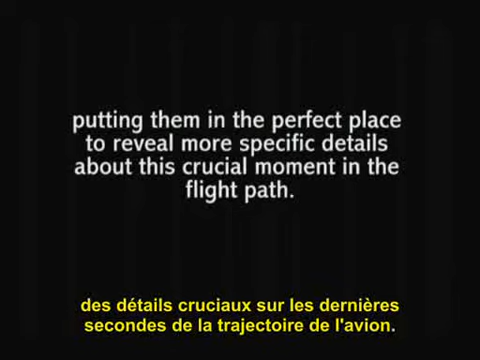 putting them in the perfect place
to reveal more specific details
about this crucial moment in the
flight path.
des détails cruciaux sur les dernières
secondes de la trajectoire de l'avion.